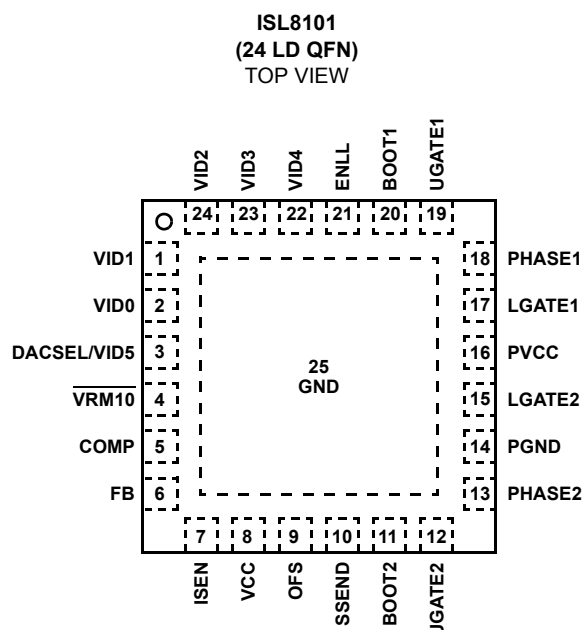 ISL8101
(24 LD QFN)
TOP VIEW
VID2
VID3
VID4
ENLL
BOOT1
UGATE1
24 23 22 21 20 19
VID1 1
VID0 2
DACSEL/VID5 3
VRM10 4
COMP 5
FB 6
25
GND
18 PHASE1
17 LGATE1
16 PVCC
15 LGATE2
14 PGND
13 PHASE2
7 8 9 10 11 12
ISEN
VCC
OFS
SSEND
BOOT2
UGATE2